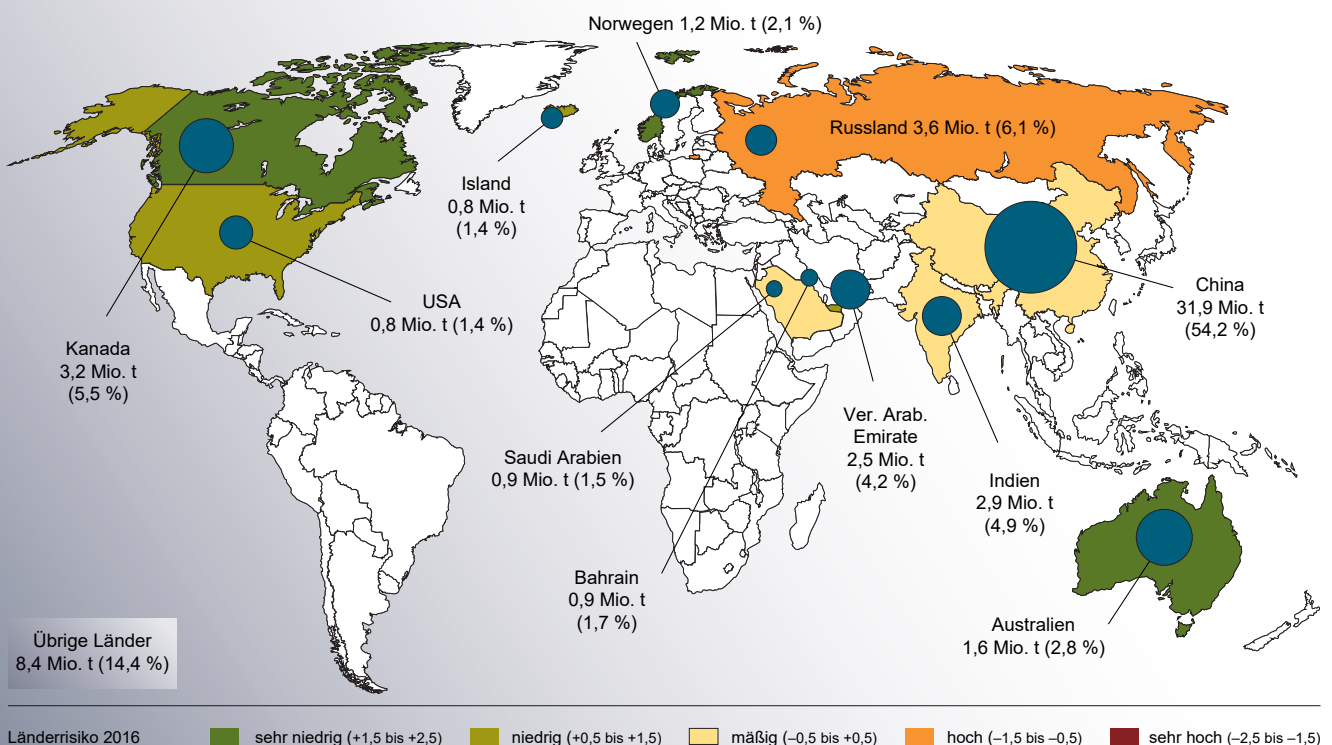 Norwegen 1,2 Mio. t (2,1 %)
Russland 3,6 Mio. t (6,1 %)
Island
0,8 Mio. t
(1,4 %)
China
31,9 Mio. t
(54,2 %)
USA
0,8 Mio. t (1,4 %)
Kanada
3,2 Mio. t
(5,5 %)
Ver. Arab.
Emirate
2,5 Mio. t
(4,2 %)
Saudi Arabien
0,9 Mio. t (1,5 %)
Indien
2,9 Mio. t
(4,9 %)
Bahrain
0,9 Mio. t
(1,7 %)
Australien
1,6 Mio. t (2,8 %)
Übrige Länder
8,4 Mio. t (14,4 %)
Länderrisiko 2016 sehr niedrig (+1,5 bis +2,5) niedrig (+0,5 bis +1,5) mäßig (–0,5 bis +0,5) hoch (–1,5 bis –0,5) sehr hoch (–2,5 bis –1,5)